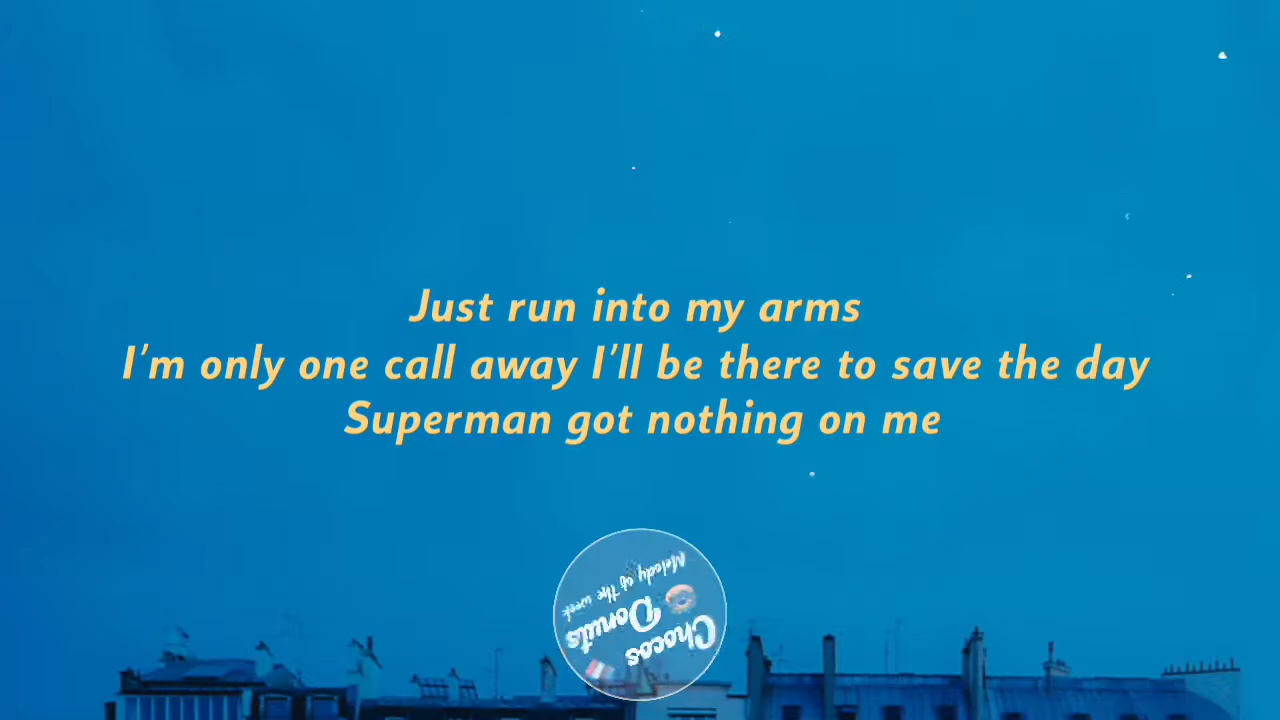 Just run into my arms
I'm only one call away I'll be there to save the day
Superman got nothing on me
Chocos
Donuts
Melody of the week